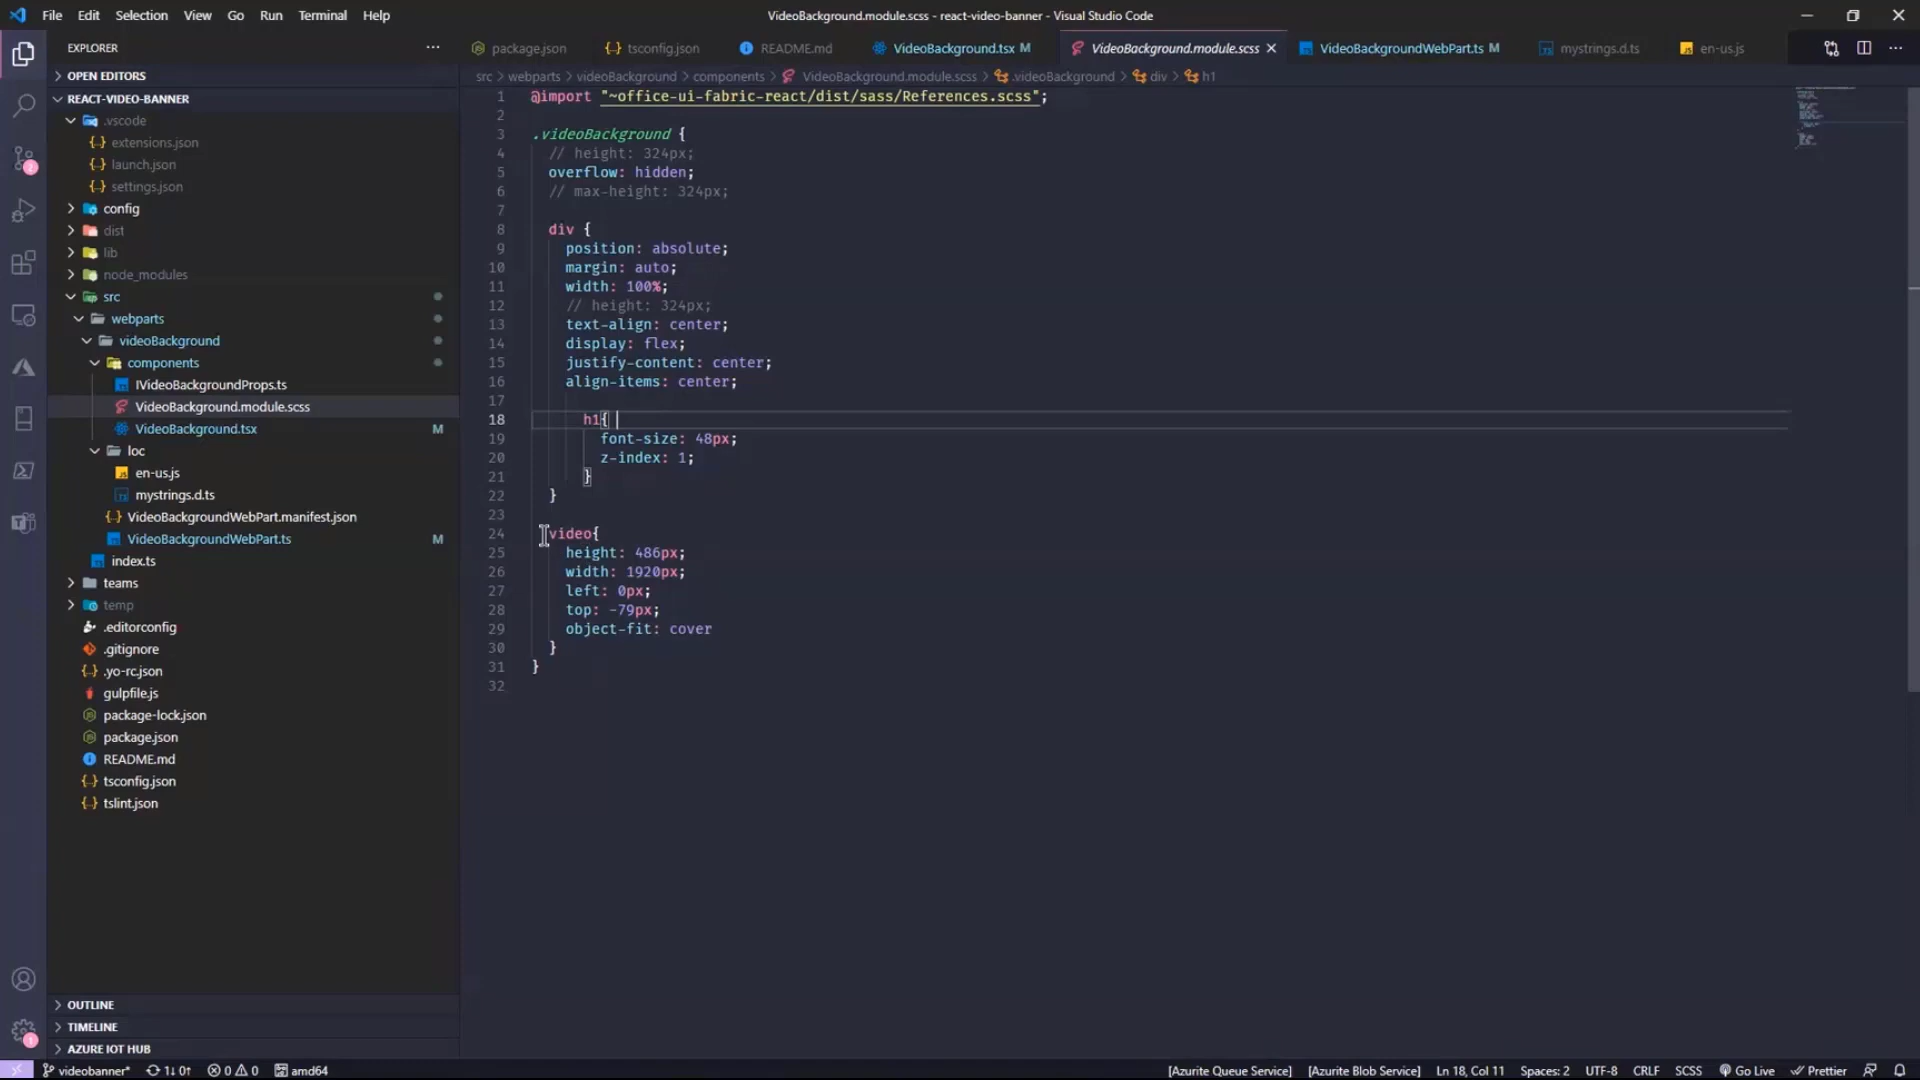 File Edit Selection View Go Run Terminal Help
VideoBackground.module.scss - react-video-banner - Visual Studio Code
EXPLORER
OPEN EDITORS
REACT-VIDEO-BANNER
.vscode
extensions.json
launch.json
settings.json
config
dist
lib
node_modules
src
webparts
videoBackground
components
IVideoBackgroundProps.ts
VideoBackground.module.scss
VideoBackground.tsx M
loc
en-us.js
mystrings.d.ts
VideoBackgroundWebPart.manifest.json
VideoBackgroundWebPart.ts M
index.ts
teams
temp
.editorconfig
.gitignore
.yo-rc.json
gulpfile.js
package-lock.json
package.json
README.md
tsconfig.json
tslint.json
OUTLINE
TIMELINE
AZURE IOT HUB
package.json tsconfig.json README.md VideoBackground.tsx M VideoBackground.module.scss VideoBackgroundWebPart.ts M mystrings.d.ts en-us.js
src > webparts > videoBackground > components > VideoBackground.module.scss > .videoBackground > div > h1
1 @import "~office-ui-fabric-react/dist/sass/References.scss";
2
3 .videoBackground {
4 // height: 324px;
5 overflow: hidden;
6 // max-height: 324px;
7
8 div {
9 position: absolute;
10 margin: auto;
11 width: 100%;
12 // height: 324px;
13 text-align: center;
14 display: flex;
15 justify-content: center;
16 align-items: center;
17
18 h1{
19 font-size: 48px;
20 z-index: 1;
21 }
22 }
23
24 video{
25 height: 486px;
26 width: 1920px;
27 left: 0px;
28 top: -79px;
29 object-fit: cover
30 }
31 }
32
videobanner* 1↓ 0↑ 0 0 amd64
[Azurite Queue Service] [Azurite Blob Service] Ln 18, Col 11 Spaces: 2 UTF-8 CRLF SCSS Go Live Prettier